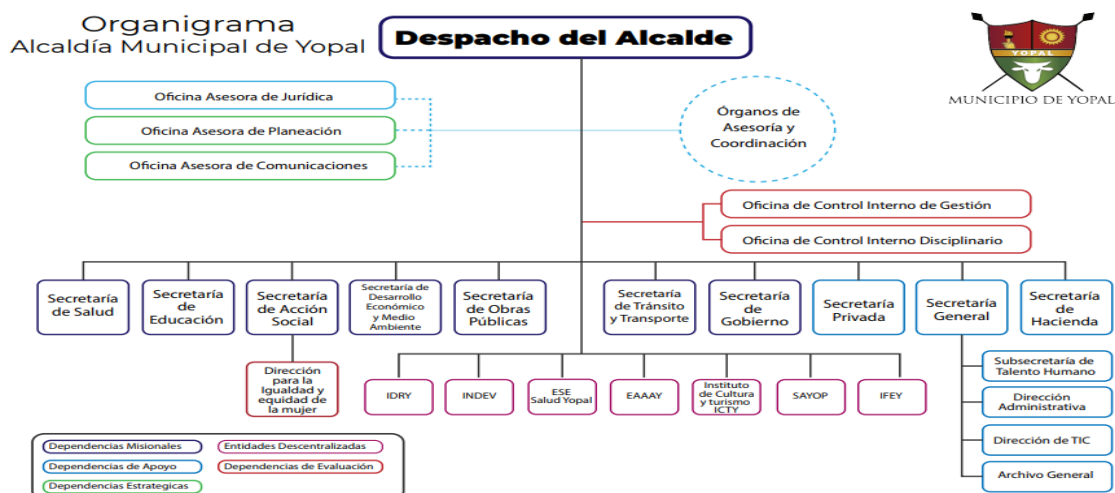 Organigrama
Alcaldía Municipal de Yopal
Despacho del Alcalde
YOPAL
MUNICIPIO DE YOPAL
Oficina Asesora de Jurídica
Oficina Asesora de Planeación
Oficina Asesora de Comunicaciones
Órganos de
Asesoría y
Coordinación
Oficina de Control Interno de Gestión
Oficina de Control Interno Disciplinario
Secretaría
de Salud
Secretaría
de
Educación
Secretaría
de Acción
Social
Secretaría de
Desarrollo
Económico
y Medio
Ambiente
Secretaría
de Obras
Públicas
Secretaría
de Tránsito
y Transporte
Secretaría
de
Gobierno
Secretaría
Privada
Secretaría
General
Secretaría
de
Hacienda
Dirección
para la
Igualdad y
equidad de
la mujer
IDRY
INDEV
ESE
Salud Yopal
EAAAY
Instituto
de Cultura
y turismo
ICTY
SAYOP
IFEY
Subsecretaría de
Talento Humano
Dirección
Administrativa
Dirección de TIC
Archivo General
Dependencias Misionales
Entidades Descentralizadas
Dependencias de Apoyo
Dependencias de Evaluación
Dependencias Estrategicas